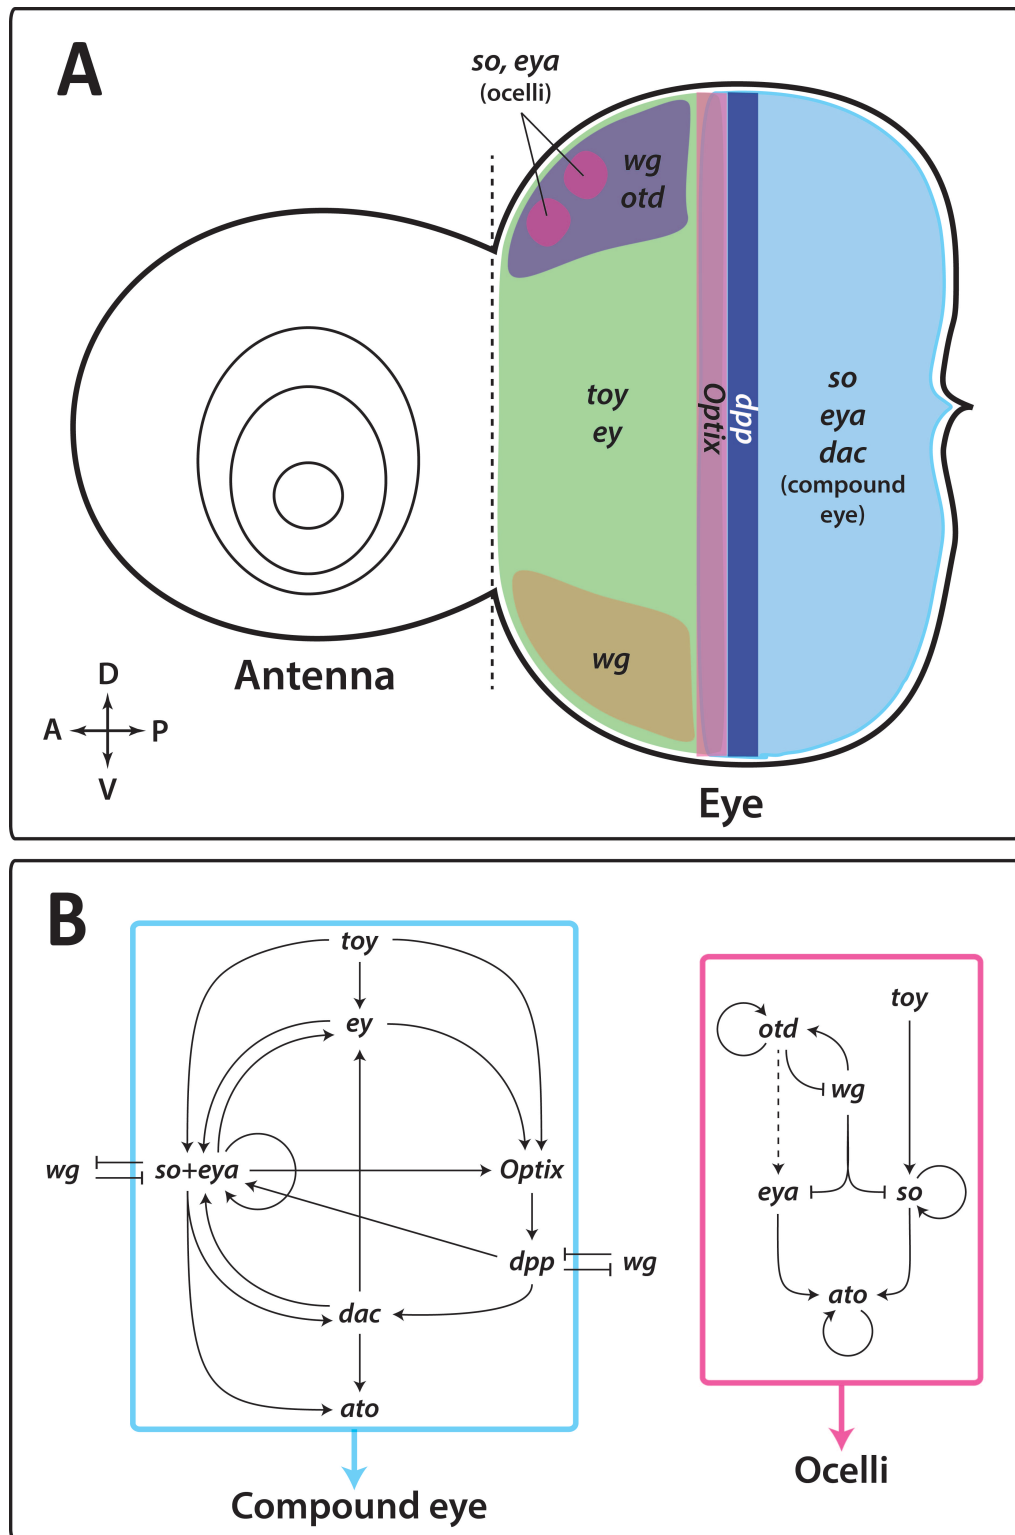 A
so, eya
(ocelli)
wg
otd
toy
ey
Optix
dpp
so
eya
dac
(compound
eye)
wg
Antenna
D
A
P
V
Eye
B
toy
ey
wg
so+eya
Optix
dpp
wg
dac
ato
Compound eye
toy
otd
wg
eya
so
ato
Ocelli